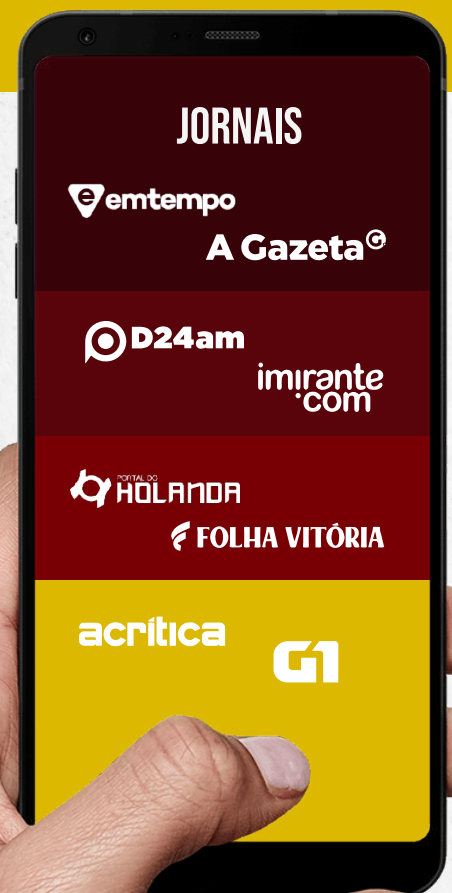 JORNAIS
e emtempo
A Gazeta G
D24am
imirante
.com
PORTAL DO
HOLANDA
FOLHA VITÓRIA
acrítica
G1